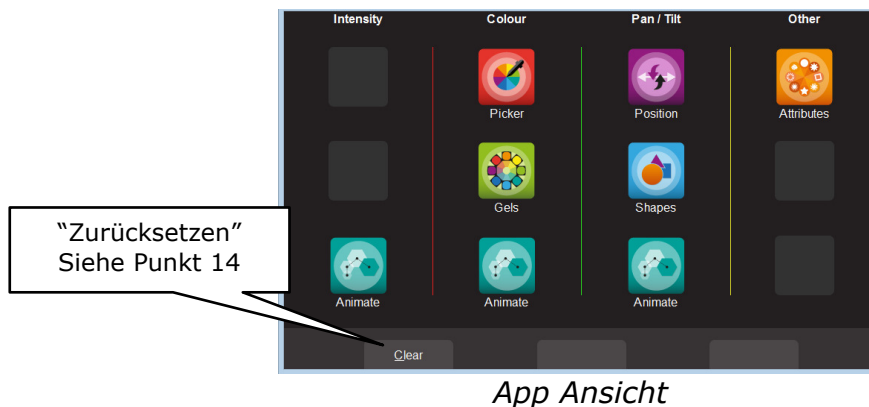 Intensity Colour Pan / Tilt Other
Picker Position Attributes
Gels Shapes
“Zurücksetzen”
Siehe Punkt 14
Animate Animate Animate
Clear
App Ansicht